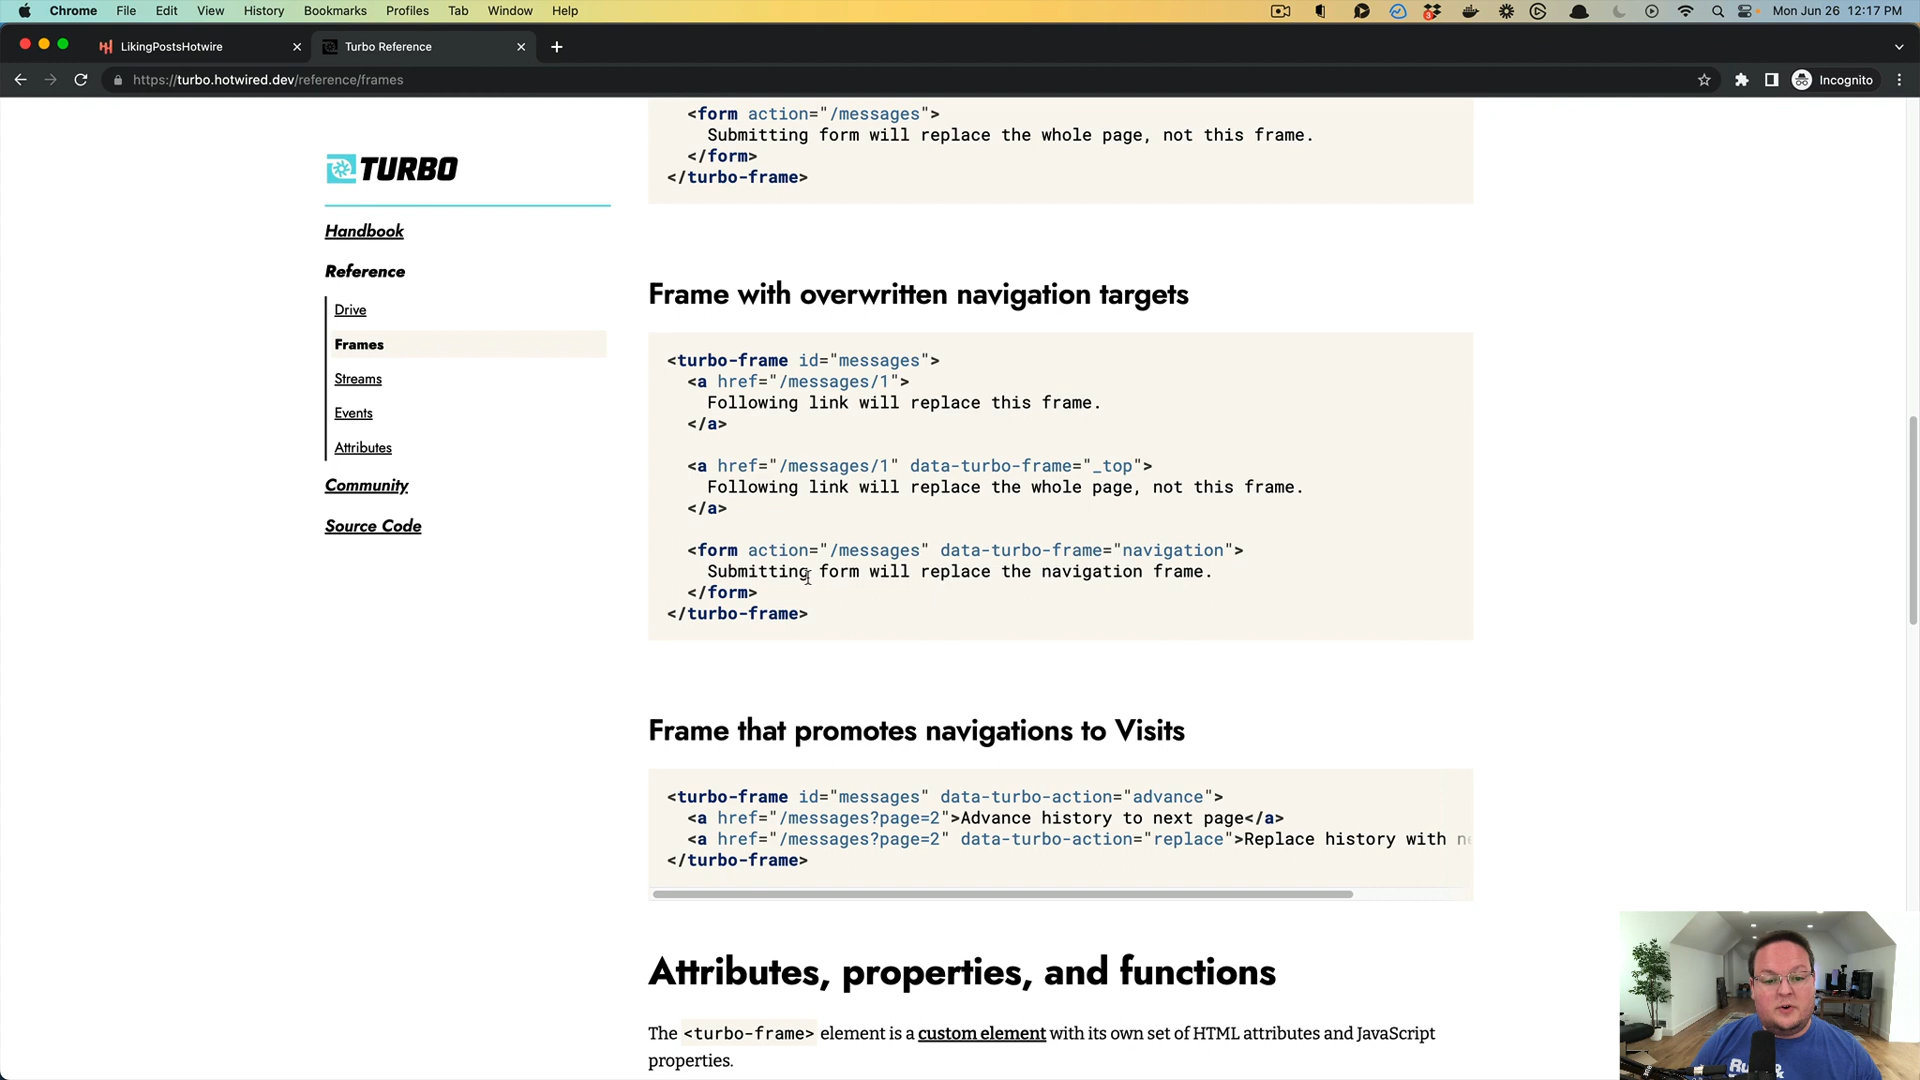 Chrome File Edit View History Bookmarks Profiles Tab Window Help
3
Mon Jun 26 12:17 PM
LikingPostsHotwire
Turbo Reference
https://turbo.hotwired.dev/reference/frames
Incognito
TURBO
Handbook
Reference
Drive
Frames
Streams
Events
Attributes
Community
Source Code
<form action="/messages">
Submitting form will replace the whole page, not this frame.
</form>
</turbo-frame>
Frame with overwritten navigation targets
<turbo-frame id="messages">
<a href="/messages/1">
Following link will replace this frame.
</a>
<a href="/messages/1" data-turbo-frame="_top">
Following link will replace the whole page, not this frame.
</a>
<form action="/messages" data-turbo-frame="navigation">
Submitting form will replace the navigation frame.
</form>
</turbo-frame>
Frame that promotes navigations to Visits
<turbo-frame id="messages" data-turbo-action="advance">
<a href="/messages?page=2">Advance history to next page</a>
<a href="/messages?page=2" data-turbo-action="replace">Replace history with
</turbo-frame>
Attributes, properties, and functions
The <turbo-frame> element is a custom element with its own set of HTML attributes and JavaScript
properties.